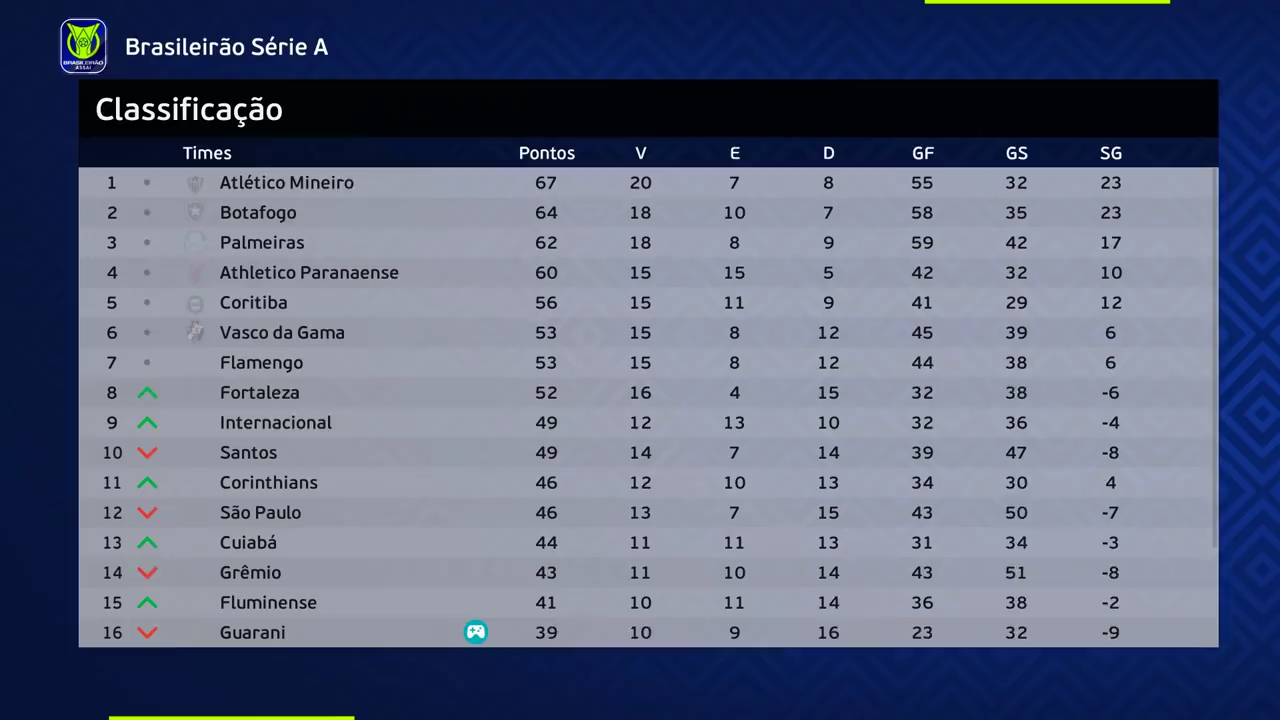 BRASILEIRÃO
ASSAÍ
Brasileirão Série A
Classificação
Times Pontos V E D GF GS SG
1 Atlético Mineiro 67 20 7 8 55 32 23
2 Botafogo 64 18 10 7 58 35 23
3 Palmeiras 62 18 8 9 59 42 17
4 Athletico Paranaense 60 15 15 5 42 32 10
5 Coritiba 56 15 11 9 41 29 12
6 Vasco da Gama 53 15 8 12 45 39 6
7 Flamengo 53 15 8 12 44 38 6
8 Fortaleza 52 16 4 15 32 38 -6
9 Internacional 49 12 13 10 32 36 -4
10 Santos 49 14 7 14 39 47 -8
11 Corinthians 46 12 10 13 34 30 4
12 São Paulo 46 13 7 15 43 50 -7
13 Cuiabá 44 11 11 13 31 34 -3
14 Grêmio 43 11 10 14 43 51 -8
15 Fluminense 41 10 11 14 36 38 -2
16 Guarani 39 10 9 16 23 32 -9